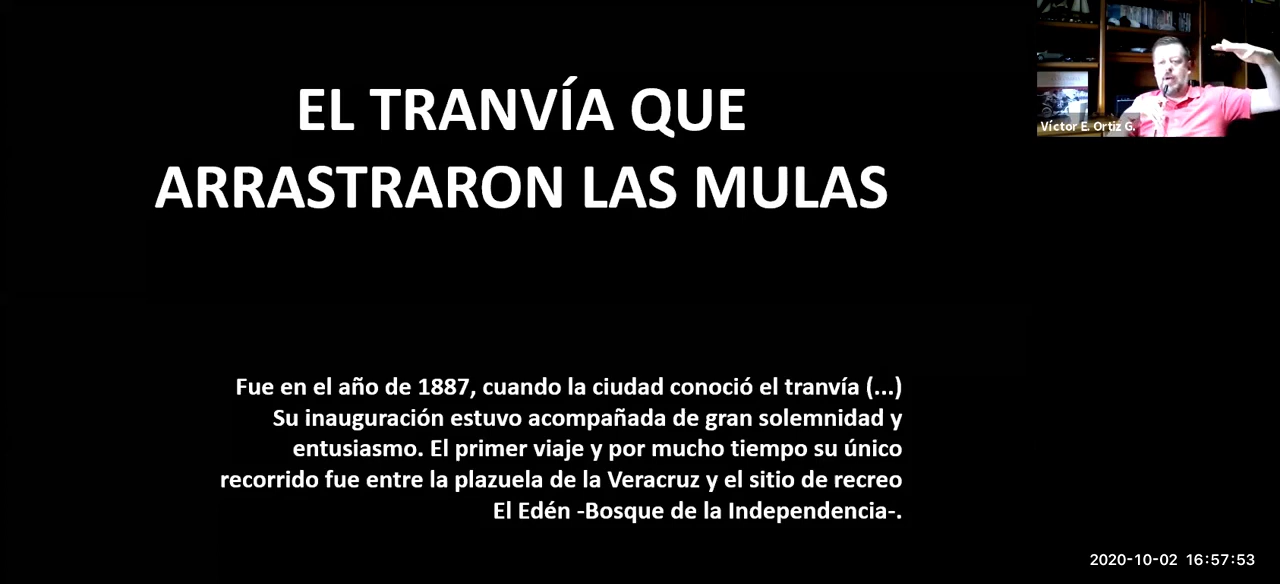 EL TRANVÍA QUE
ARRASTRARON LAS MULAS
Víctor E. Ortiz G.
Fue en el año de 1887, cuando la ciudad conoció el tranvía (...)
Su inauguración estuvo acompañada de gran solemnidad y
entusiasmo. El primer viaje y por mucho tiempo su único
recorrido fue entre la plazuela de la Veracruz y el sitio de recreo
El Edén -Bosque de la Independencia-.
2020-10-02 16:57:53